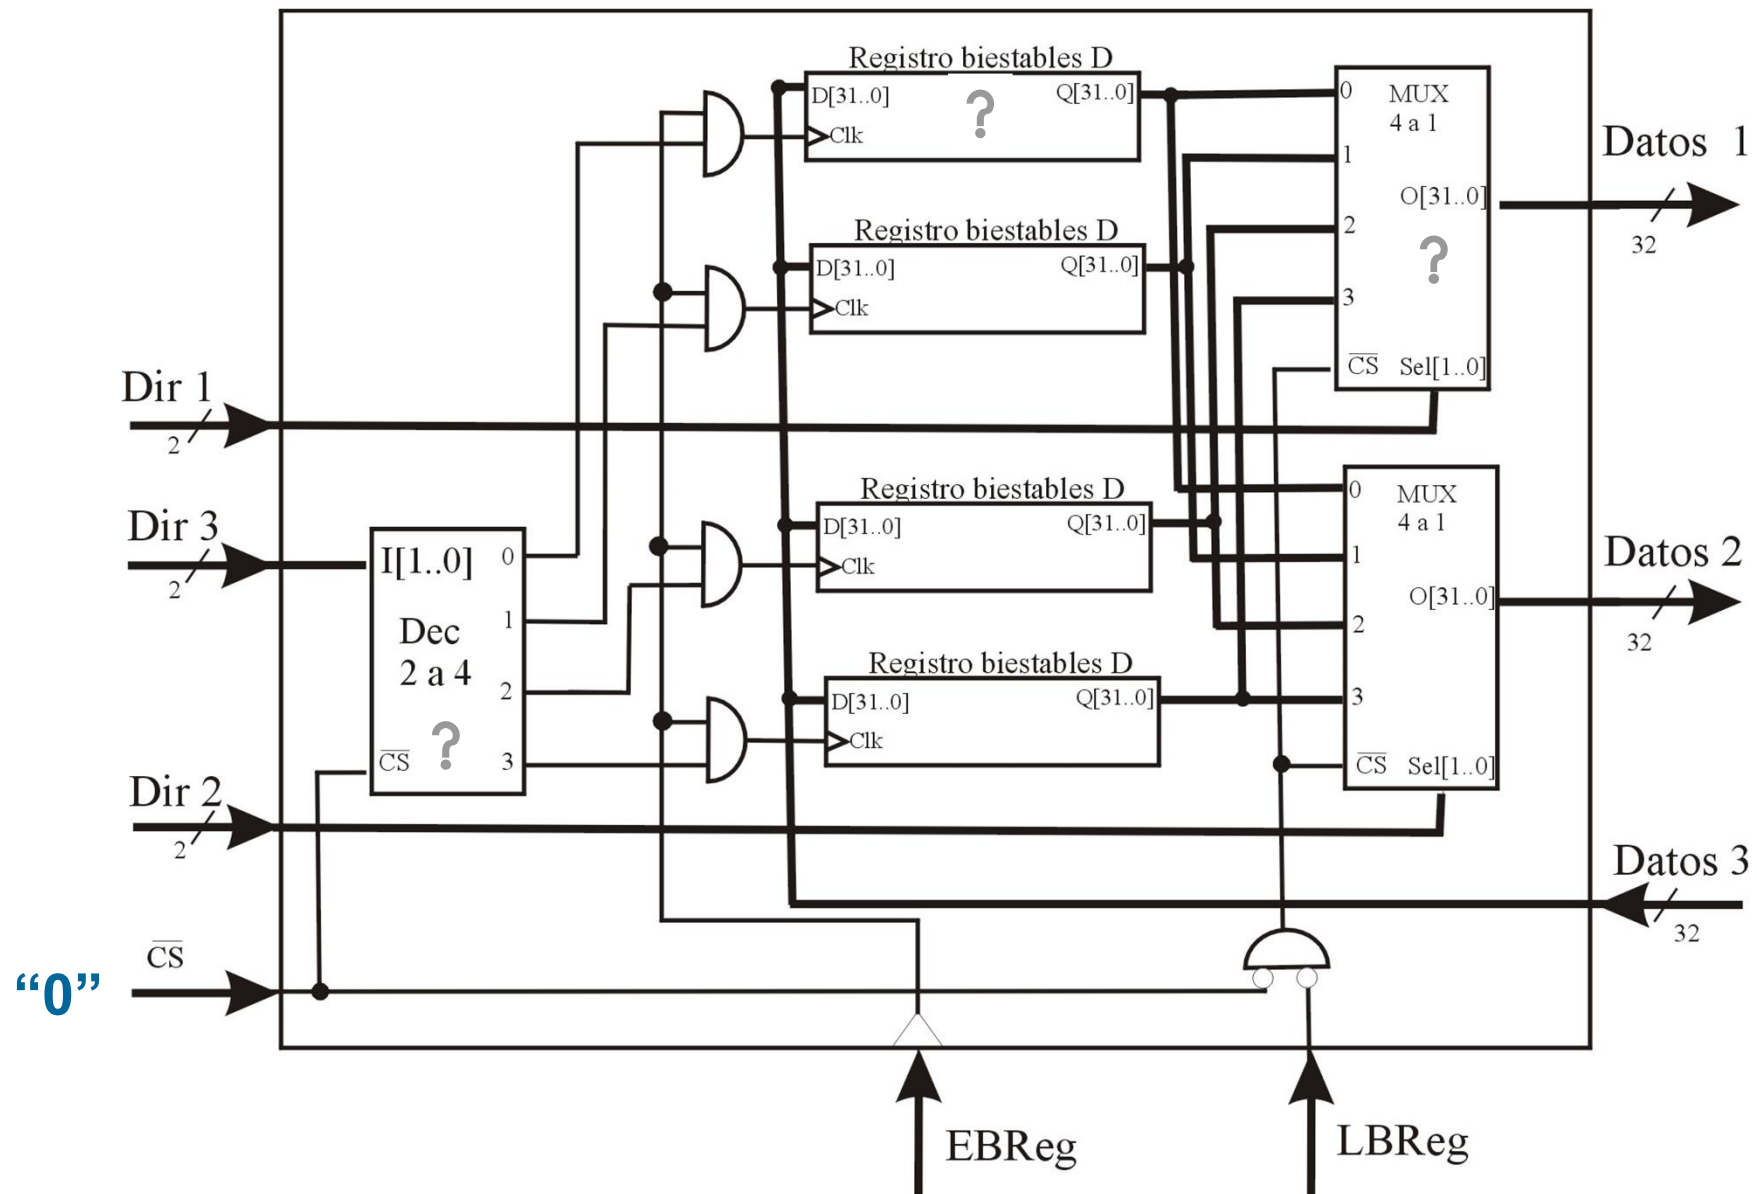 Registro biestables D
D[31..0]
Q[31..0]
?
Clk
0
MUX
4 a 1
1
O[31..0]
2
?
3
CS
Sel[1..0]
Datos 1
32
Registro biestables D
D[31..0]
Q[31..0]
Clk
Dir 1
2
Registro biestables D
D[31..0]
Q[31..0]
Clk
0
MUX
4 a 1
1
O[31..0]
2
3
CS
Sel[1..0]
Datos 2
32
Dir 3
2
I[1..0]
0
Dec
2 a 4
1
2
?
CS
3
Registro biestables D
D[31..0]
Q[31..0]
Clk
Dir 2
2
Datos 3
32
CS
“0”
EBReg
LBReg